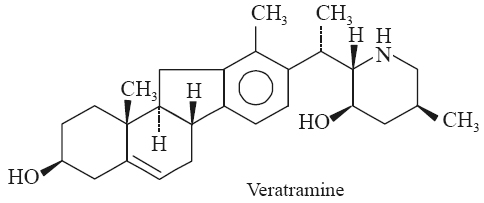 CH₃ CH₃
H H
N
CH₃ H
HO CH₃
H
HO
Veratramine